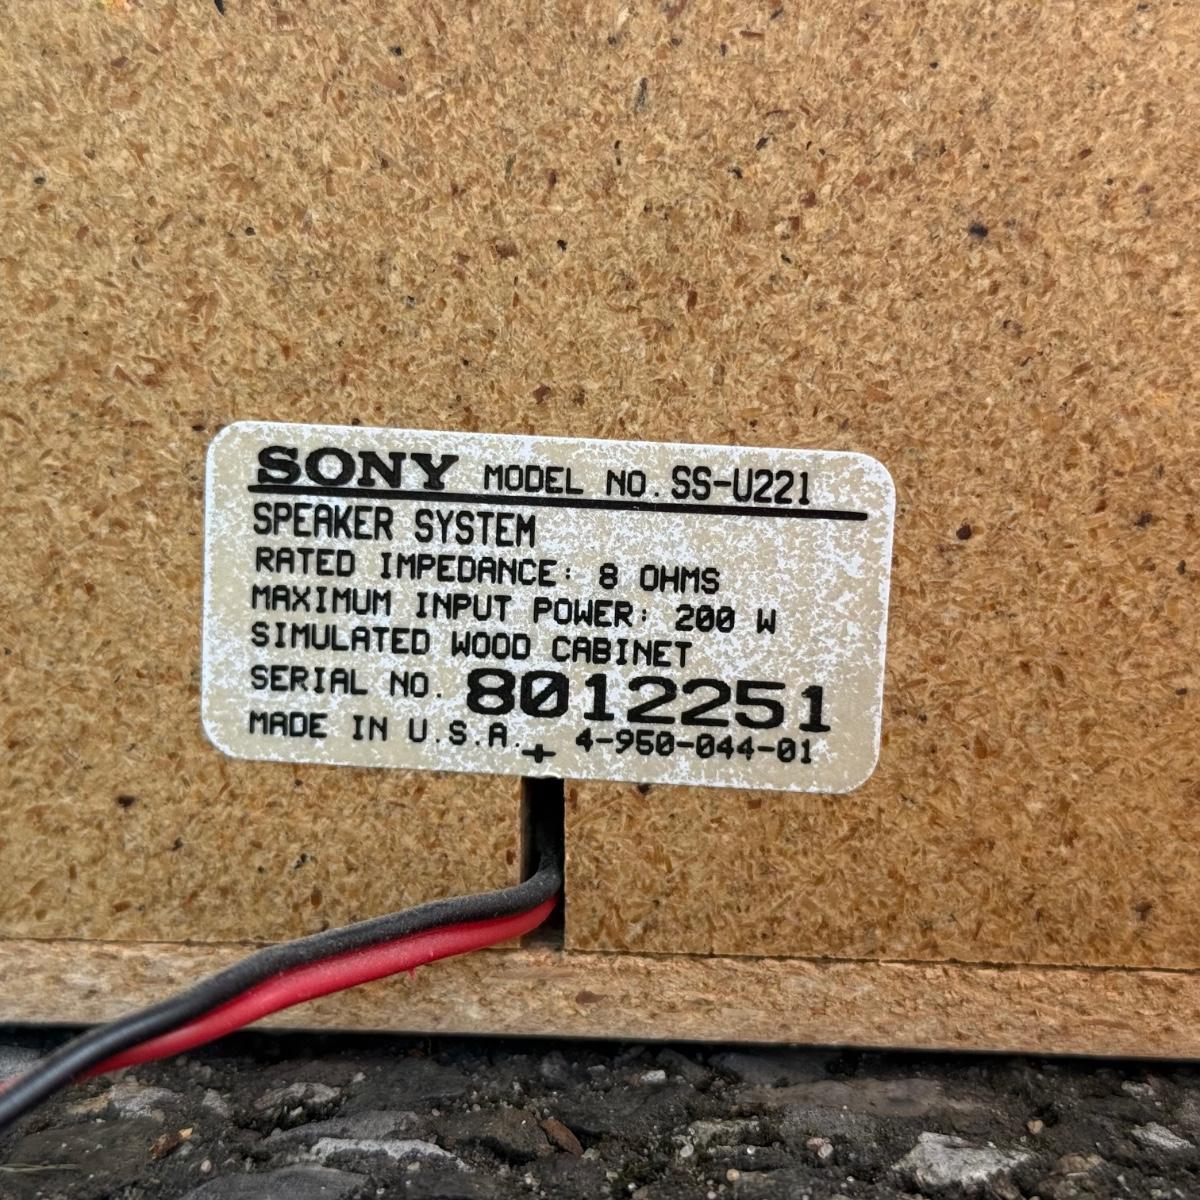 SONY MODEL NO. SS-U221
SPEAKER SYSTEM
RATED IMPEDANCE: 8 OHMS
MAXIMUM INPUT POWER: 200 W
SIMULATED WOOD CABINET
SERIAL NO. 8012251
MADE IN U.S.A. + 4-950-044-01